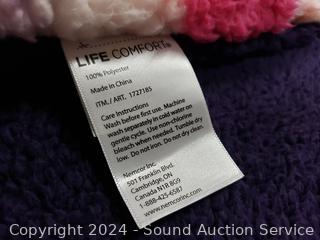 LIFE COMFORT®
100% Polyester
Made in China
ITM./ ART. 1727185
Care Instructions
Wash before first use. Machine
wash separately in cold water on
gentle cycle. Use non-chlorine
bleach when needed. Tumble dry
low. Do not iron. Do not dry clean.
Nemcor Inc.
501 Franklin Blvd.
Cambridge, ON
Canada N1R 8G9
1-888-425-6581
www.nemcorinc.com
Copyright 2024 - Sound Auction Service